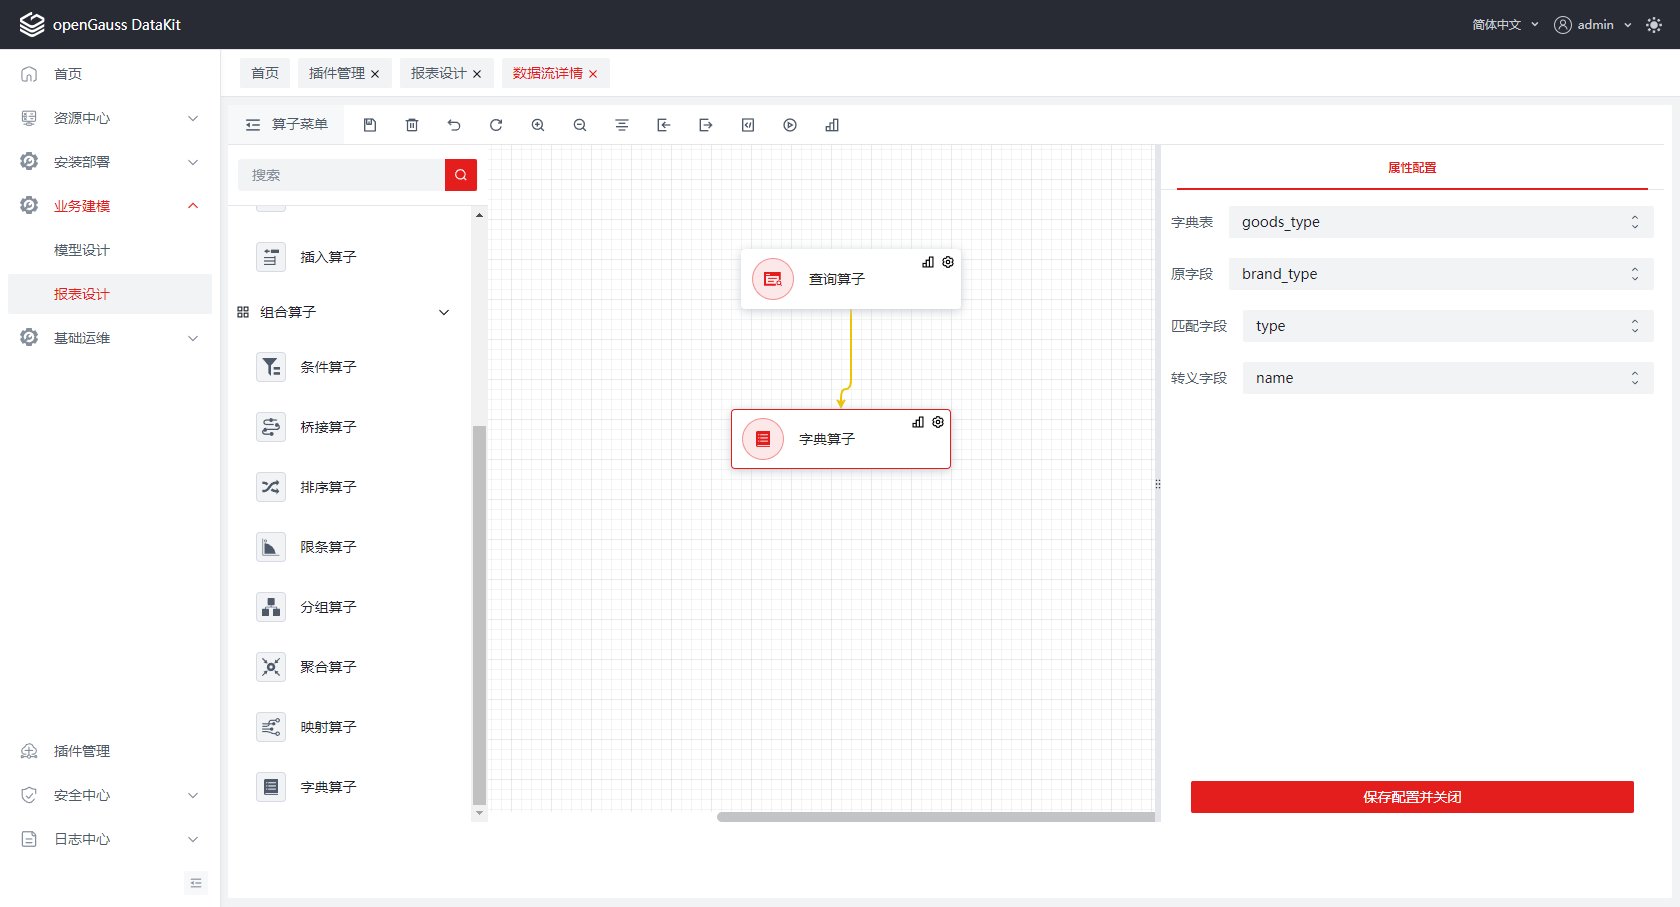 openGauss DataKit
简体中文
admin
首页
资源中心
安装部署
业务建模
模型设计
报表设计
基础运维
插件管理
安全中心
日志中心
首页
插件管理
报表设计
数据流详情
算子菜单
搜索
插入算子
组合算子
条件算子
桥接算子
排序算子
限条算子
分组算子
聚合算子
映射算子
字典算子
查询算子
字典算子
属性配置
字典表 goods_type
原字段 brand_type
匹配字段 type
转义字段 name
保存配置并关闭